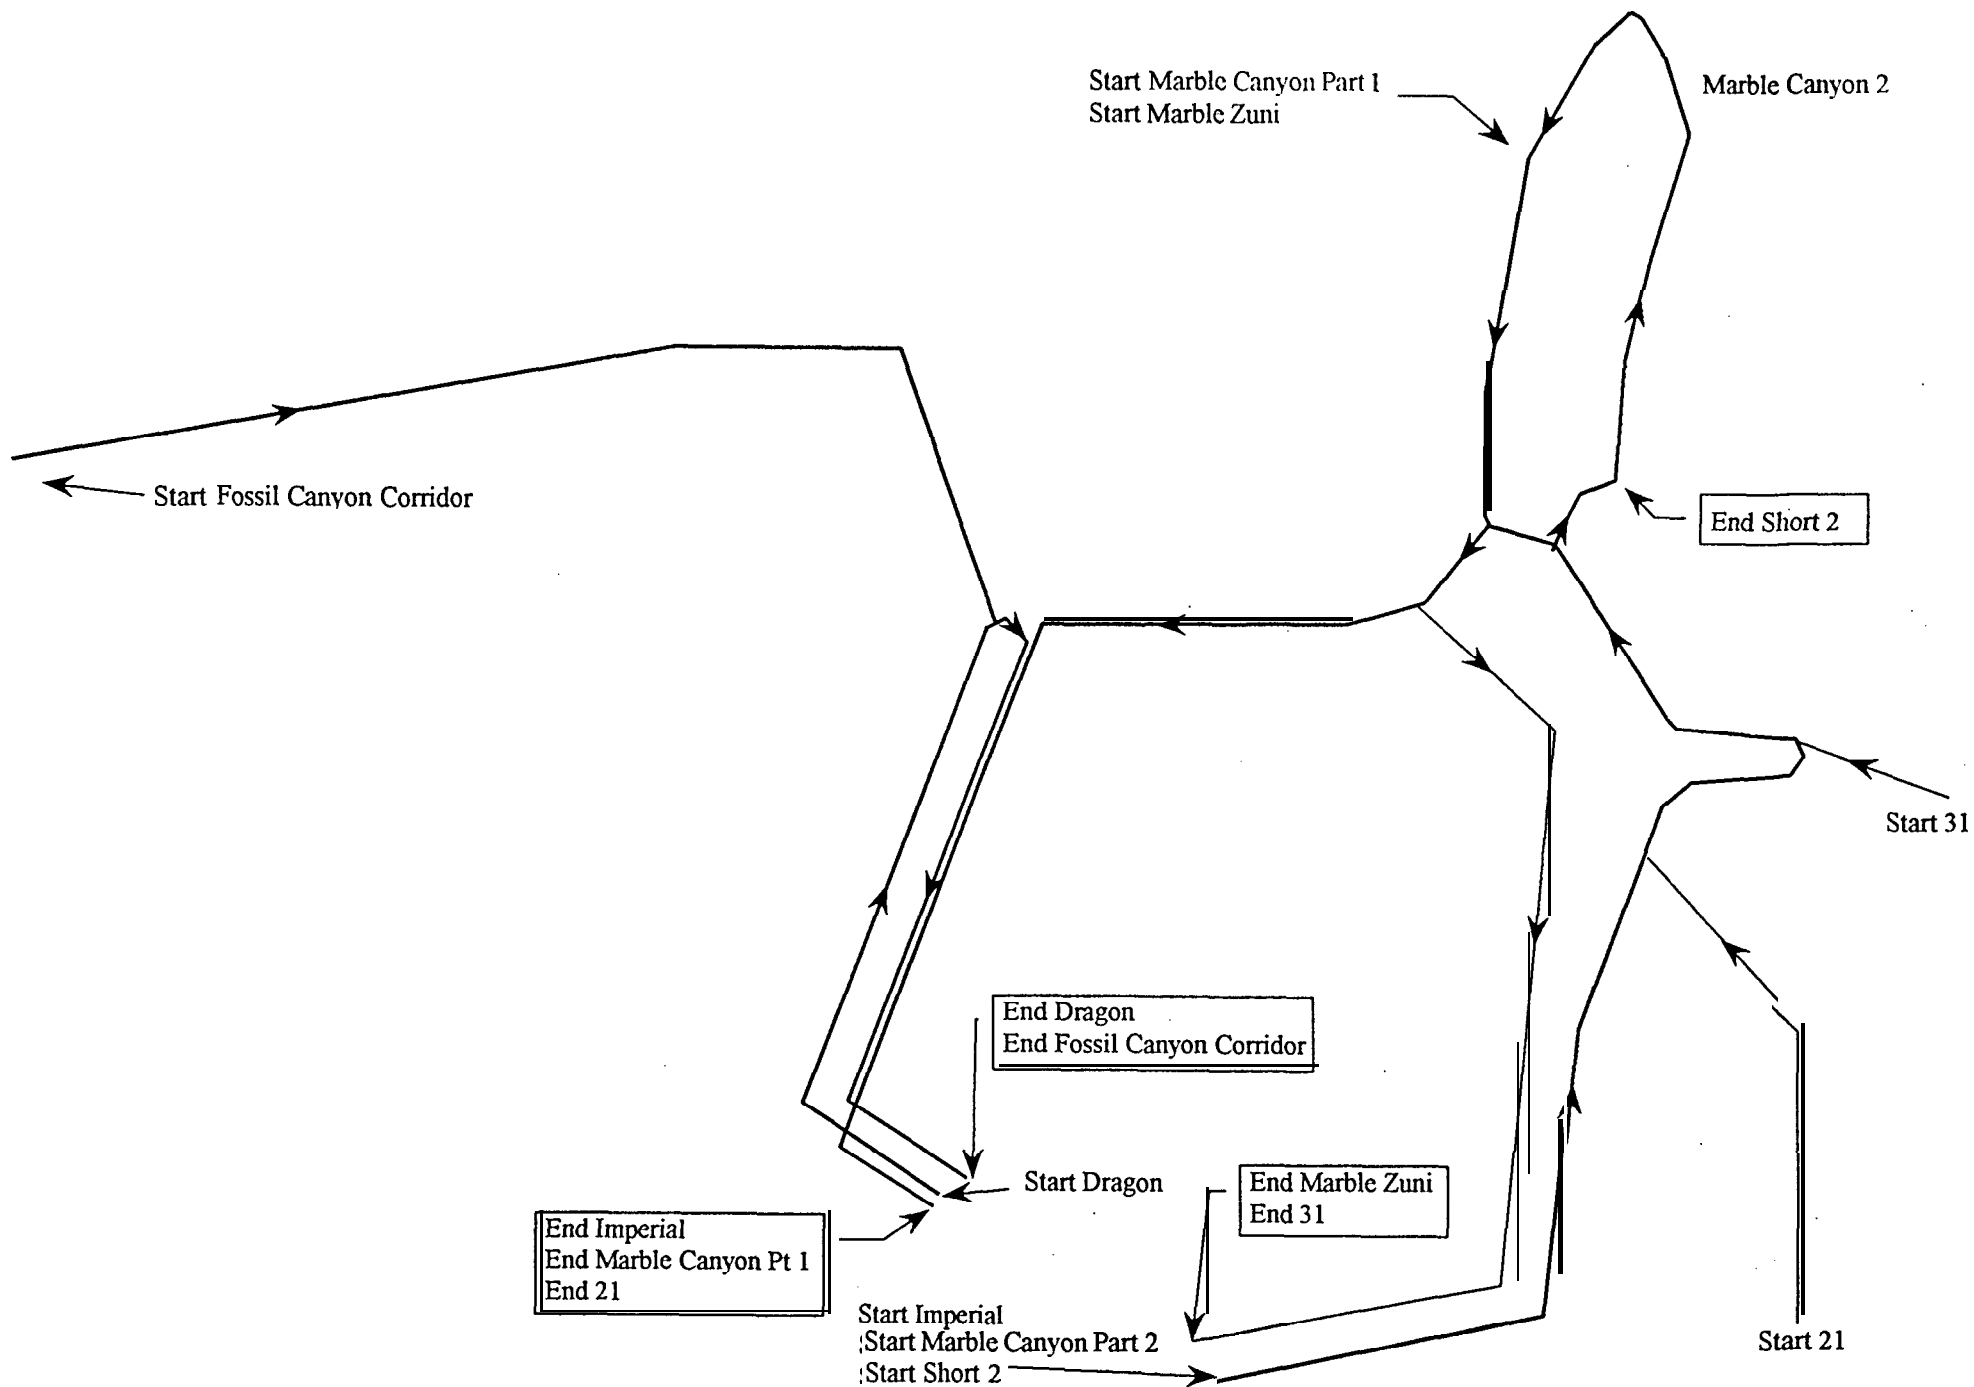 Start Marble Canyon Part 1
Start Marble Zuni
Marble Canyon 2
Start Fossil Canyon Corridor
End Short 2
Start 31
End Dragon
End Fossil Canyon Corridor
Start Dragon
End Marble Zuni
End 31
End Imperial
End Marble Canyon Pt 1
End 21
Start Imperial
Start Marble Canyon Part 2
Start Short 2
Start 21